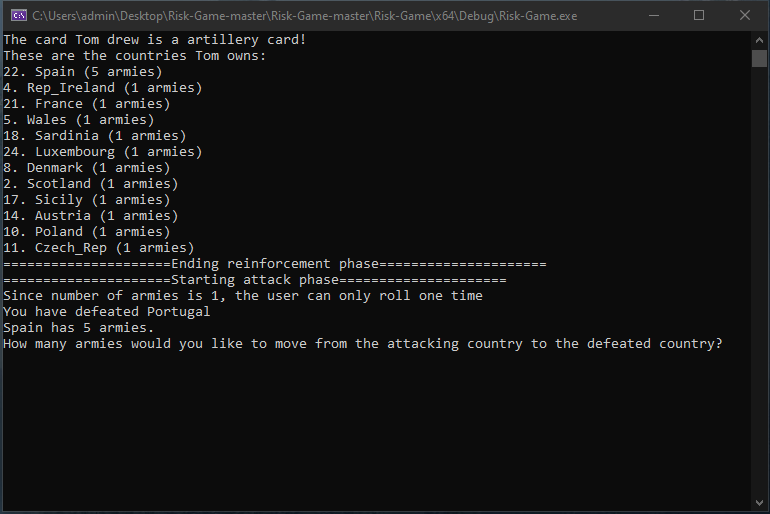 C:\Users\admin\Desktop\Risk-Game-master\Risk-Game-master\Risk-Game\x64\Debug\Risk-Game.exe
The card Tom drew is a artillery card!
These are the countries Tom owns:
22. Spain (5 armies)
4. Rep_Ireland (1 armies)
21. France (1 armies)
5. Wales (1 armies)
18. Sardinia (1 armies)
24. Luxembourg (1 armies)
8. Denmark (1 armies)
2. Scotland (1 armies)
17. Sicily (1 armies)
14. Austria (1 armies)
10. Poland (1 armies)
11. Czech_Rep (1 armies)
=====================Ending reinforcement phase=====================
=====================Starting attack phase=====================
Since number of armies is 1, the user can only roll one time
You have defeated Portugal
Spain has 5 armies.
How many armies would you like to move from the attacking country to the defeated country?